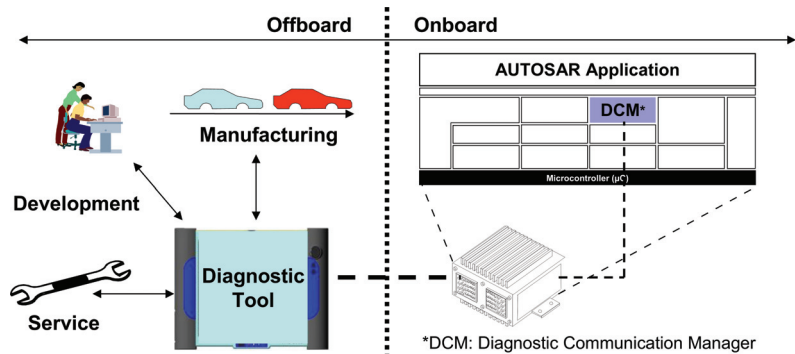 Offboard
Onboard
AUTOSAR Application
DCM*
Manufacturing
Microcontroller (µC)
Development
Diagnostic
Tool
Service
*DCM: Diagnostic Communication Manager